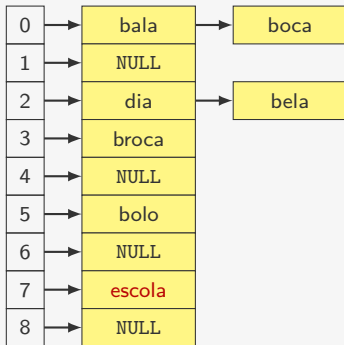 0 bala boca
1 NULL
2 dia bela
3 broca
4 NULL
5 bolo
6 NULL
7 escola
8 NULL